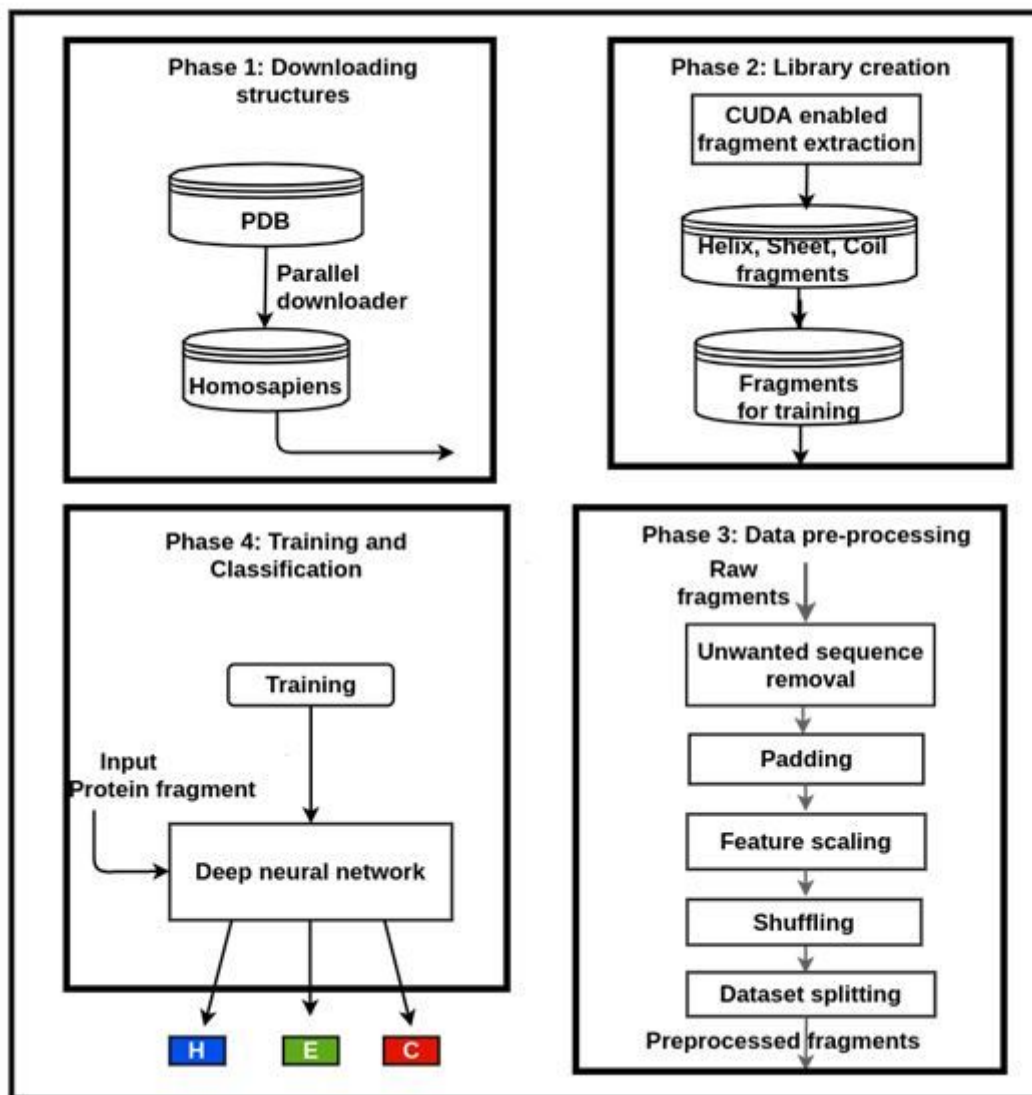 Phase 1: Downloading
structures
PDB
Parallel
downloader
Homosapiens
Phase 2: Library creation
CUDA enabled
fragment extraction
Helix, Sheet, Coil
fragments
Fragments
for training
Phase 4: Training and
Classification
Training
Input
Protein fragment
Deep neural network
H
E
C
Phase 3: Data pre-processing
Raw
fragments
Unwanted sequence
removal
Padding
Feature scaling
Shuffling
Dataset splitting
Preprocessed fragments